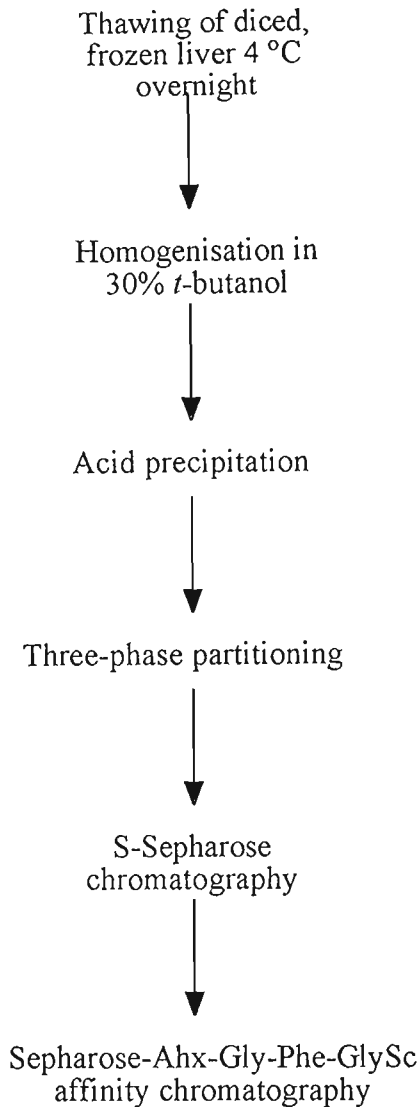 Thawing of diced,
frozen liver 4 °C
overnight
Homogenisation in
30% t-butanol
Acid precipitation
Three-phase partitioning
S-Sepharose
chromatography
Sepharose-Ahx-Gly-Phe-GlySc
affinity chromatography